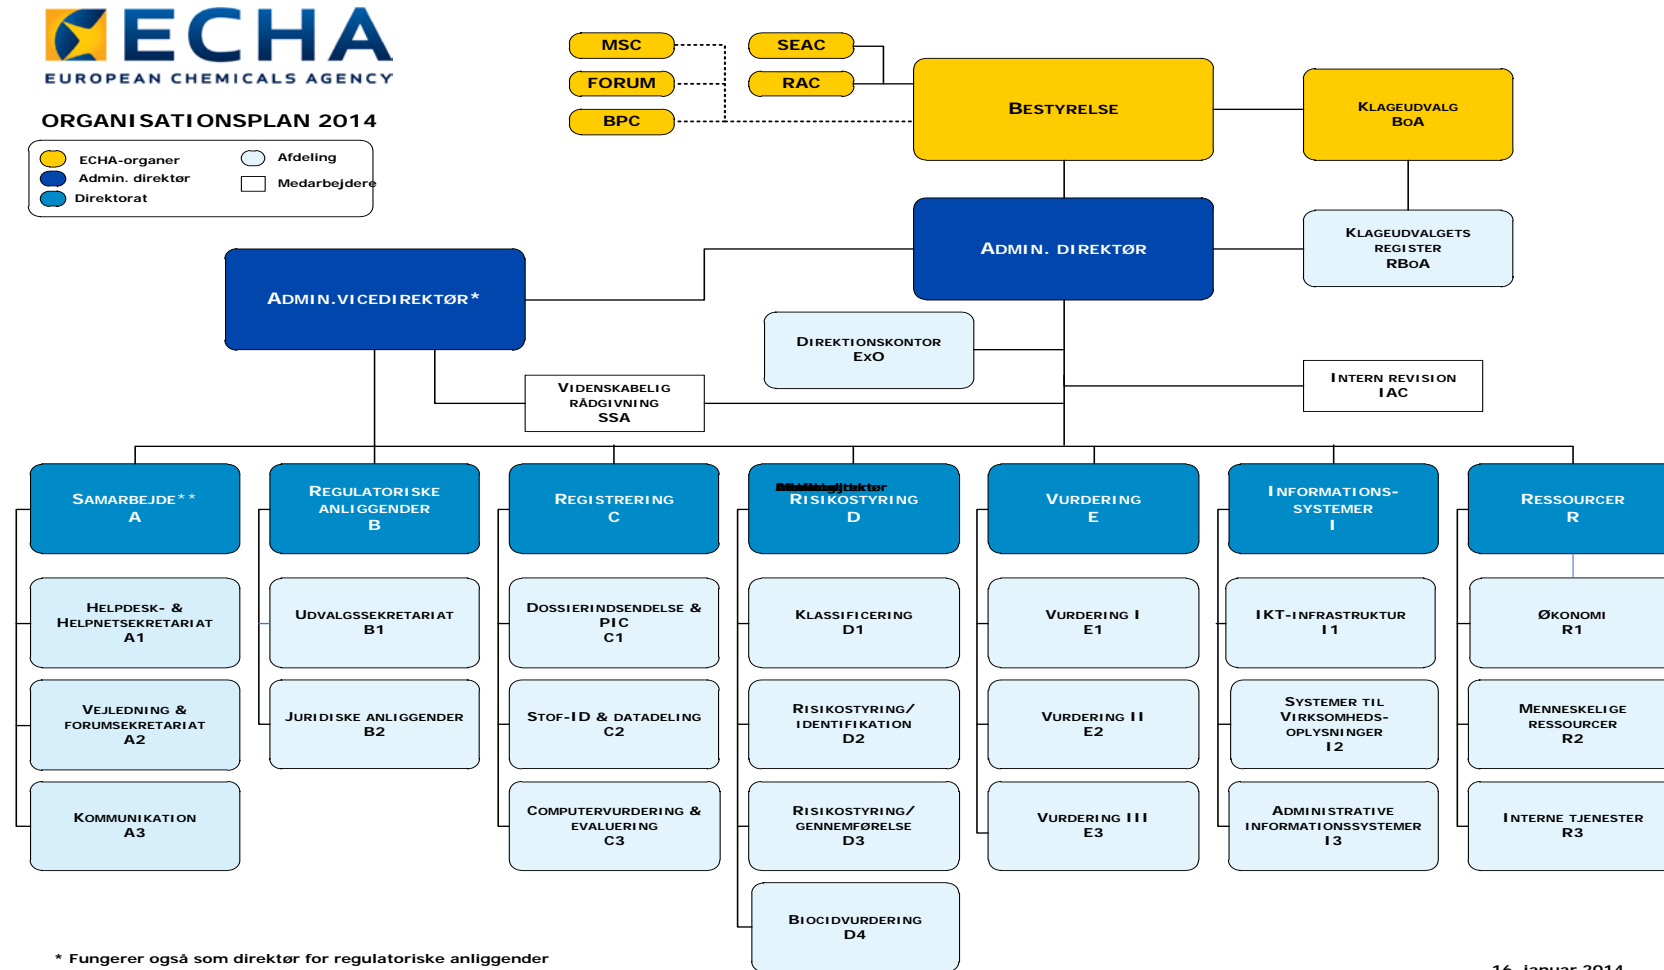 ECHA
EUROPEAN CHEMICALS AGENCY
ORGANISATIONSPLAN 2014
ECHA-organer
Admin. direktør
Direktorat
Afdeling
Medarbejdere
MSC
FORUM
BPC
SEAC
RAC
BESTYRELSE
KLAGEUDVALG
BOA
ADMIN. DIREKTØR
KLAGEUDVALGETS
REGISTER
RBOA
ADMIN.VICEDIREKTØR*
DIREKTIONSKONTOR
EXO
VIDENSKABELIG
RÅDGIVNING
SSA
INTERN REVISION
IAC
SAMARBEJDE**
A
REGULATORISKE
ANLIGGENDER
B
REGISTRERING
C
RISIKOSTYRING
D
VURDERING
E
INFORMATIONS-
SYSTEMER
I
RESSOURCER
R
HELPDESK- &
HELPNETSEKRETARIAT
A1
UDVALGSSEKRETARIAT
B1
DOSSIERINDSENDELSE &
PIC
C1
KLASSIFICERING
D1
VURDERING I
E1
IKT-INFRASTRUKTUR
I1
ØKONOMI
R1
VEJLEDNING &
FORUMSEKRETARIAT
A2
JURIDISKE ANLIGGENDER
B2
STOF-ID & DATADELING
C2
RISIKOSTYRING/
IDENTIFIKATION
D2
VURDERING II
E2
SYSTEMER TIL
VIRKSOMHEDS-
OPLYSNINGER
I2
MENNESKELIGE
RESSOURCER
R2
KOMMUNIKATION
A3
COMPUTERVURDERING &
EVALUERING
C3
RISIKOSTYRING/
GENNEMFØRELSE
D3
VURDERING III
E3
ADMINISTRATIVE
INFORMATIONSSYSTEMER
I3
INTERNE TJENESTER
R3
BIOCIDVURDERING
D4
* Fungerer også som direktør for regulatoriske anliggender
16. januar 2014